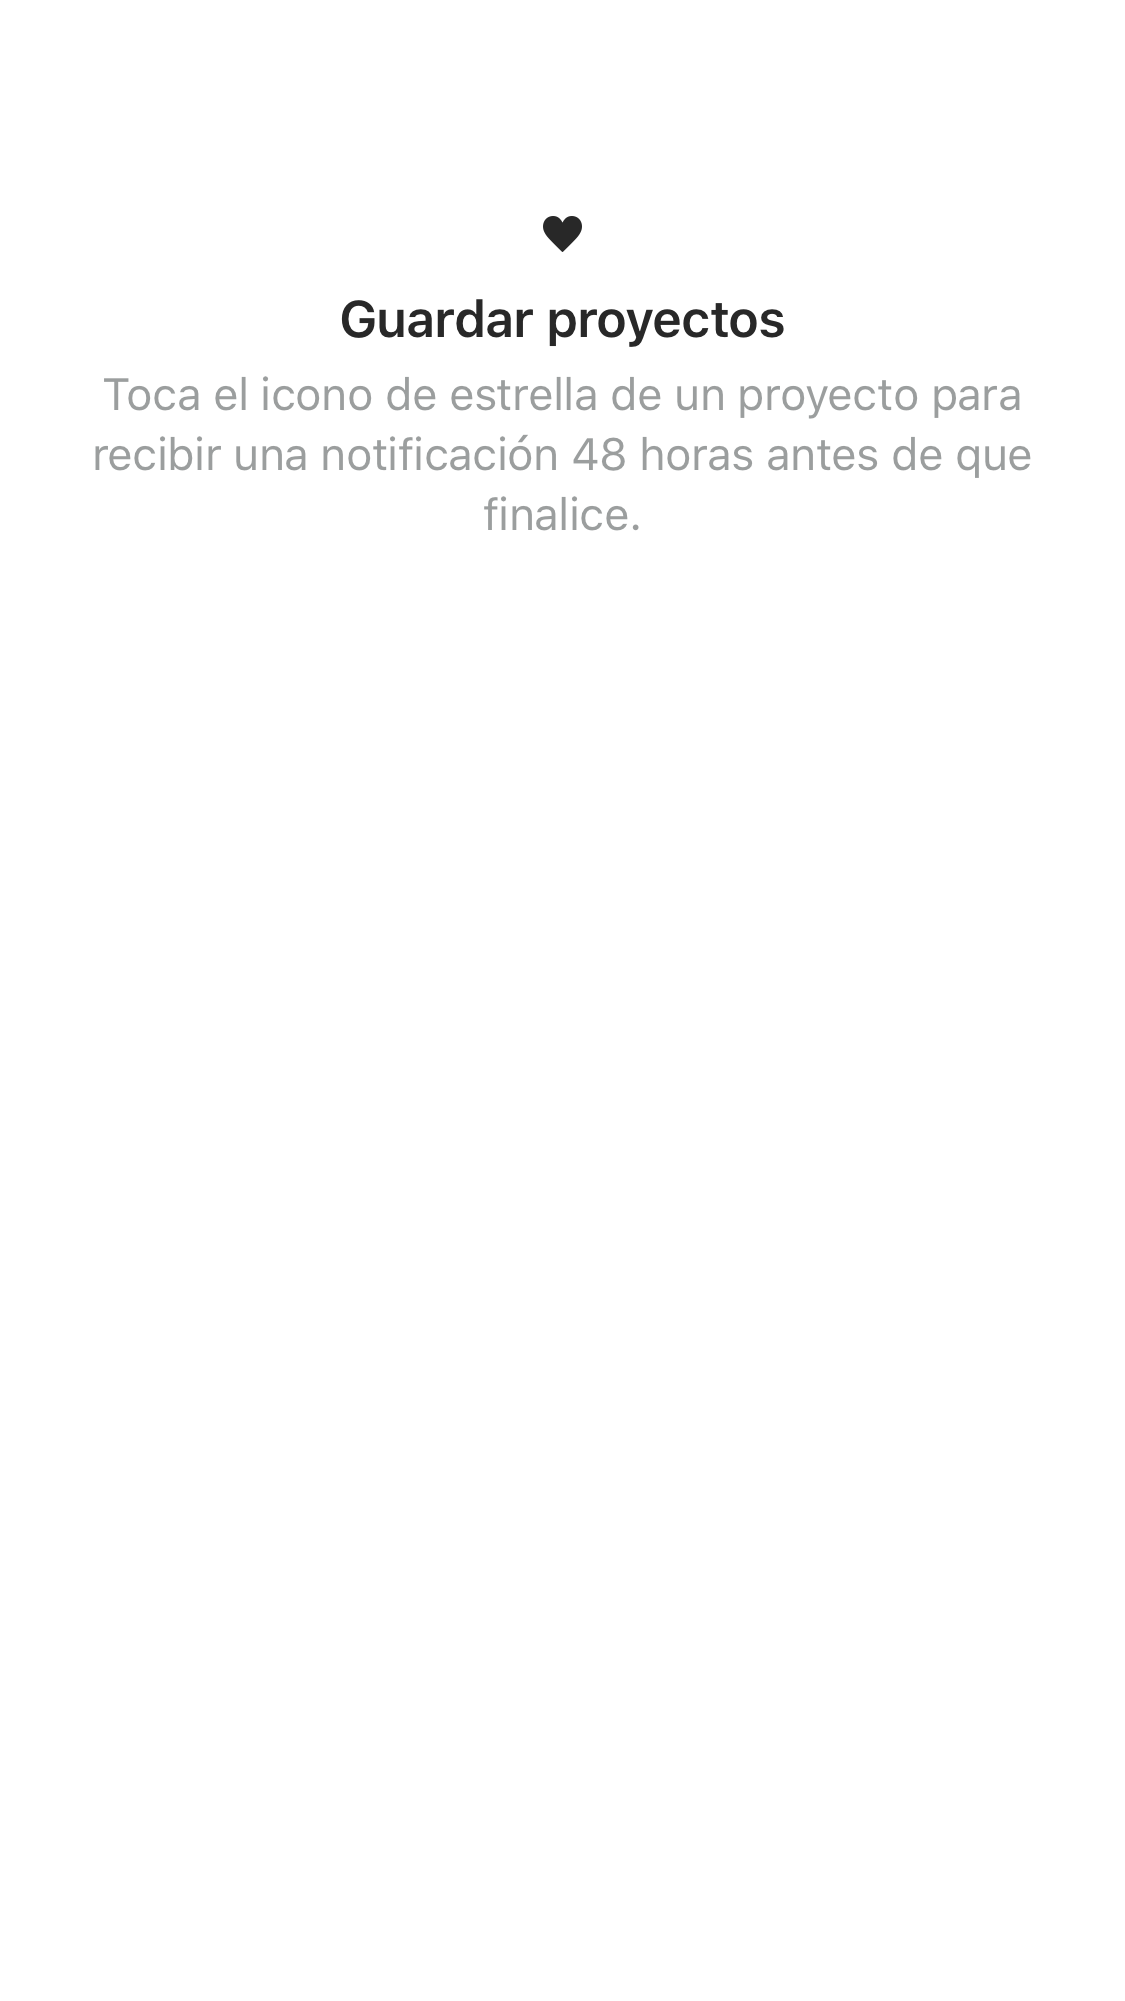 Guardar proyectos
Toca el icono de estrella de un proyecto para
recibir una notificación 48 horas antes de que
finalice.